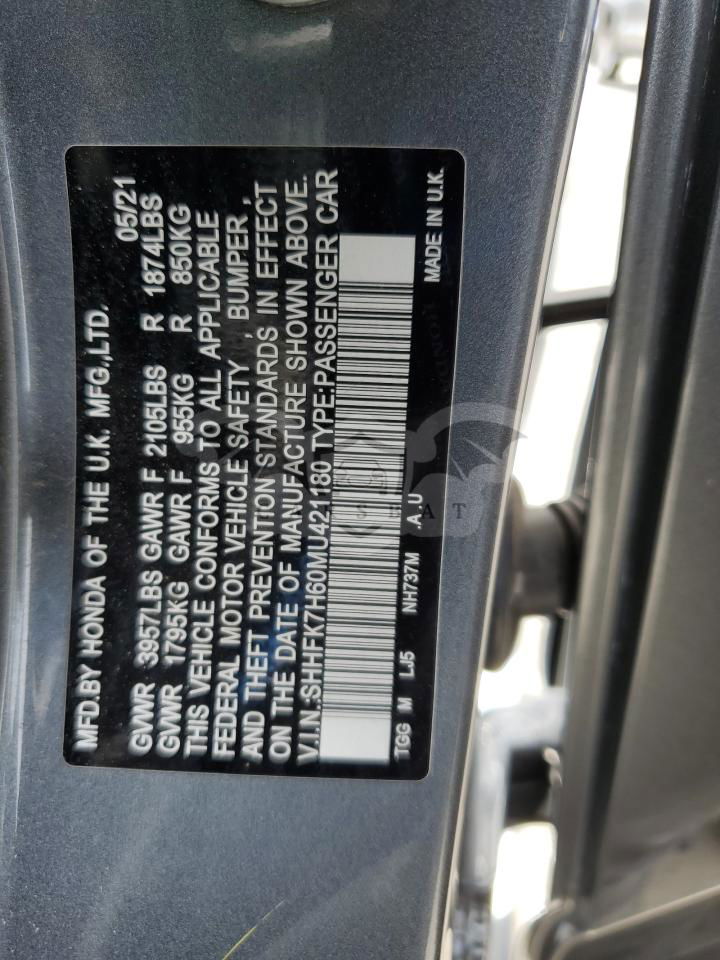 MFD.BY HONDA OF THE U.K. MFG.,LTD.
05/21
GVWR 3957LBS GAWR F 2105LBS R 1874LBS
GVWR 1795KG GAWR F 955KG R 850KG
THIS VEHICLE CONFORMS TO ALL APPLICABLE
FEDERAL MOTOR VEHICLE SAFETY , BUMPER ,
AND THEFT PREVENTION STANDARDS IN EFFECT
ON THE DATE OF MANUFACTURE SHOWN ABOVE.
V.I.N.:SHHFK7H60MU421180 TYPE:PASSENGER CAR
TGG M LJ5 NH737M .A.U MADE IN U.K.